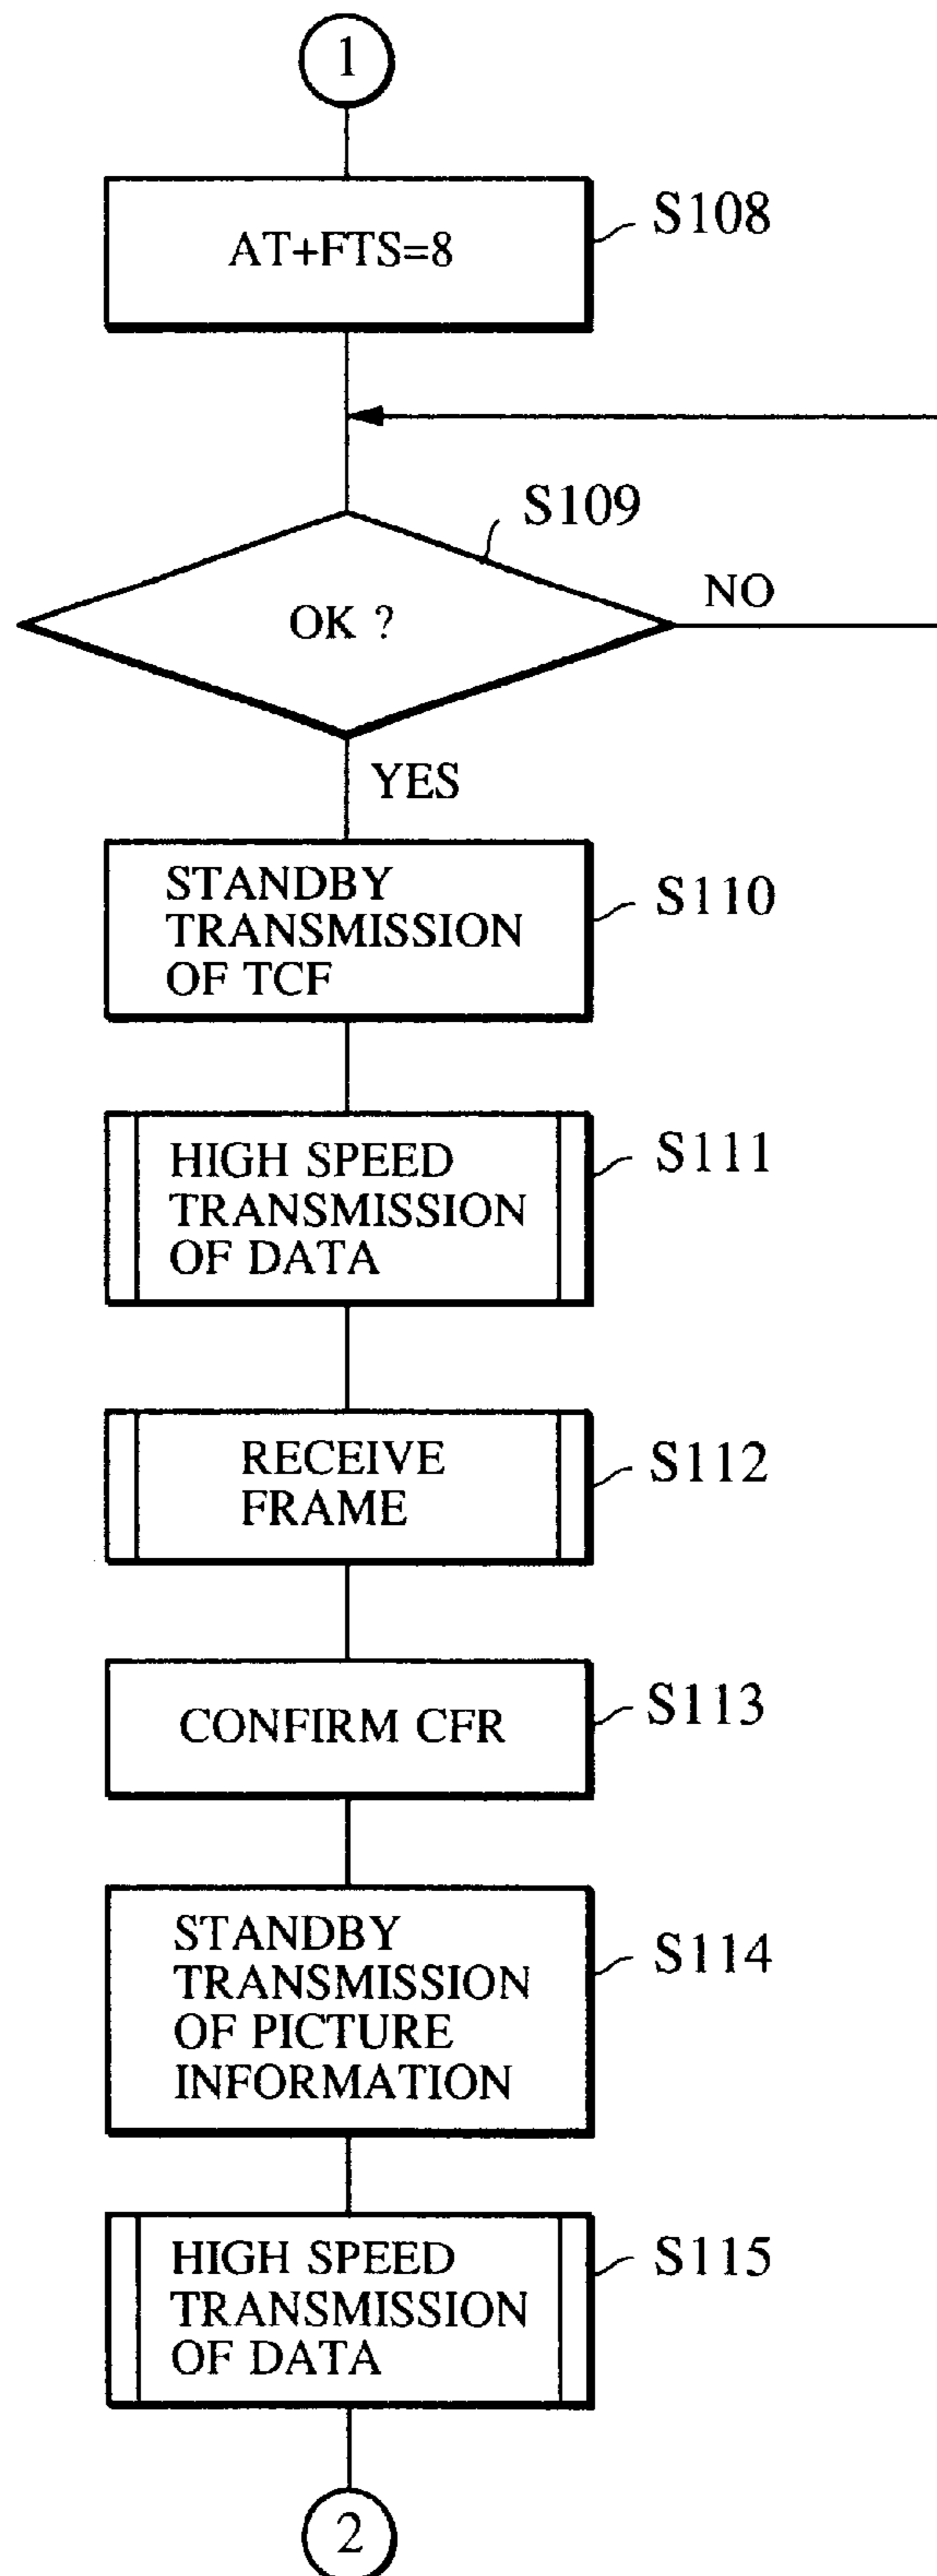 1
AT+FTS=8
S108
S109
OK ?
NO
YES
STANDBY
TRANSMISSION
OF TCF
S110
HIGH SPEED
TRANSMISSION
OF DATA
S111
RECEIVE
FRAME
S112
CONFIRM CFR
S113
STANDBY
TRANSMISSION
OF PICTURE
INFORMATION
S114
HIGH SPEED
TRANSMISSION
OF DATA
S115
2